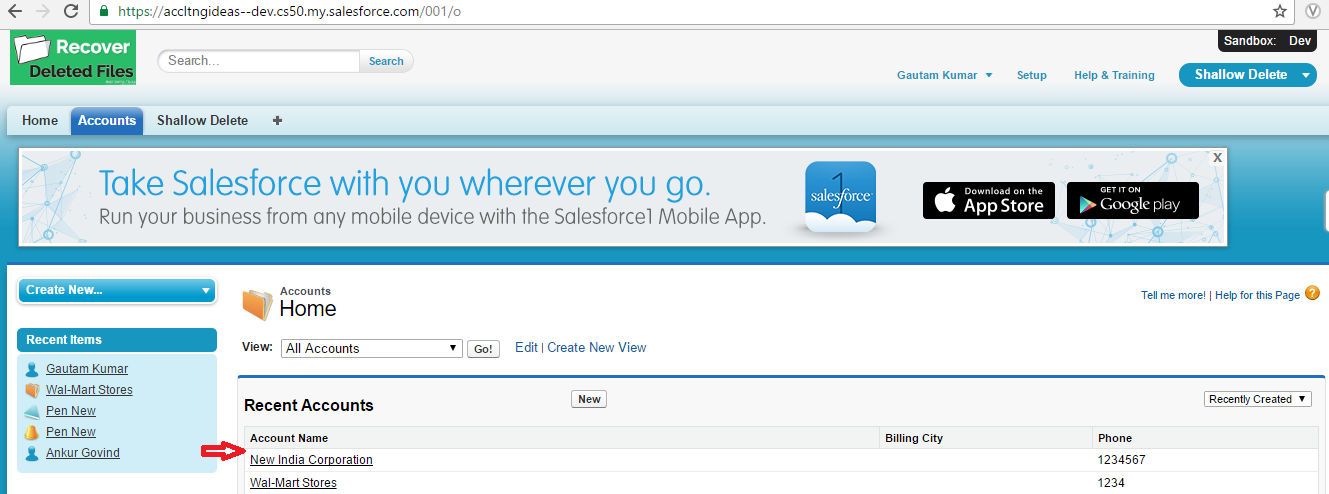 https://accltngideas--dev.cs50.my.salesforce.com/001/o
Recover
Deleted Files
Search...
Search
Sandbox: Dev
Gautam Kumar
Setup
Help & Training
Shallow Delete
Home
Accounts
Shallow Delete
+
Take Salesforce with you wherever you go.
Run your business from any mobile device with the Salesforce1 Mobile App.
1
salesforce
Download on the
App Store
GET IT ON
Google play
X
Create New...
Accounts
Home
Tell me more! | Help for this Page ?
Recent Items
Gautam Kumar
Wal-Mart Stores
Pen New
Pen New
Ankur Govind
View: All Accounts Go! Edit | Create New View
Recent Accounts New Recently Created
Account Name Billing City Phone
New India Corporation 1234567
Wal-Mart Stores 1234